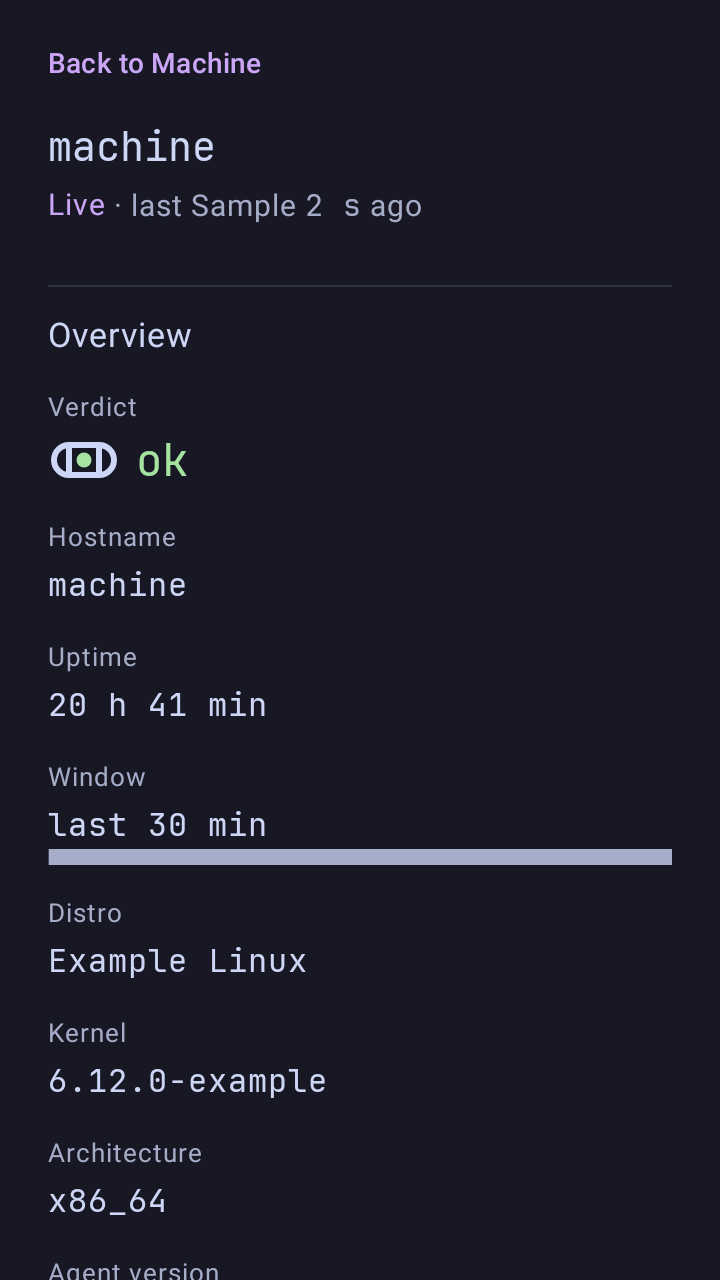 Back to Machine
machine
Live · last Sample 2 s ago
Overview
Verdict
ok
Hostname
machine
Uptime
20 h 41 min
Window
last 30 min
Distro
Example Linux
Kernel
6.12.0-example
Architecture
x86_64
Agent version